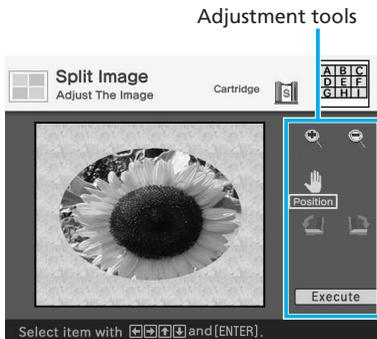 Adjustment tools
Split Image
Adjust The Image
Cartridge
S
A B C
D E F
G H I
Position
Execute
Select item with ←→↑↓ and [ENTER].